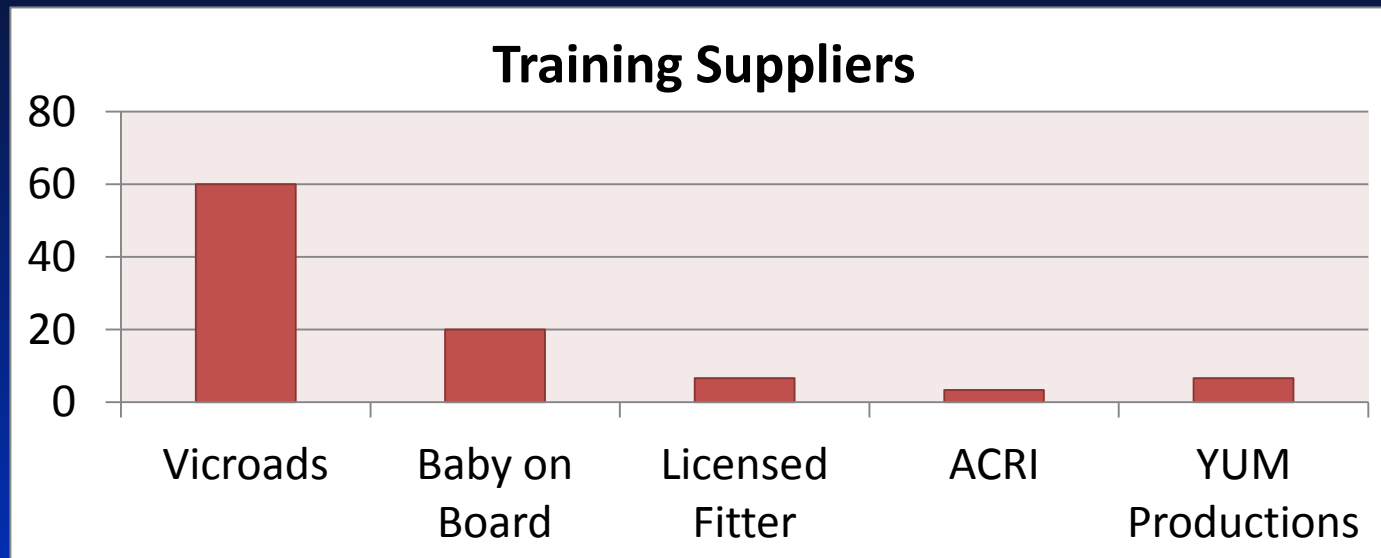 Training Suppliers
80
60
40
20
0
Vicroads
Baby on
Board
Licensed
Fitter
ACRI
YUM
Productions